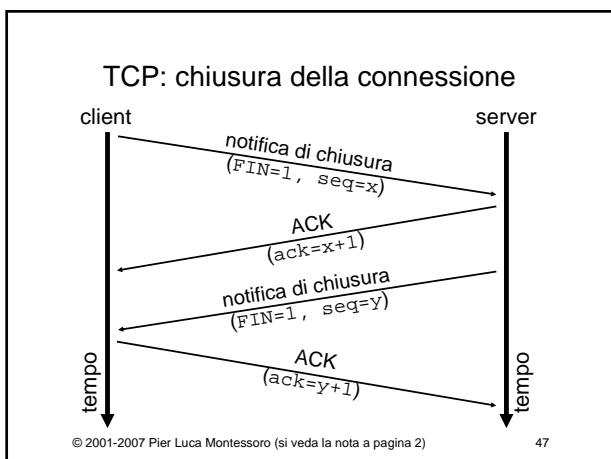 TCP: chiusura della connessione
client
server
notifica di chiusura
(FIN=1, seq=x)
ACK
(ack=x+1)
notifica di chiusura
(FIN=1, seq=y)
ACK
(ack=y+1)
tempo
tempo
© 2001-2007 Pier Luca Montessoro (si veda la nota a pagina 2)
47